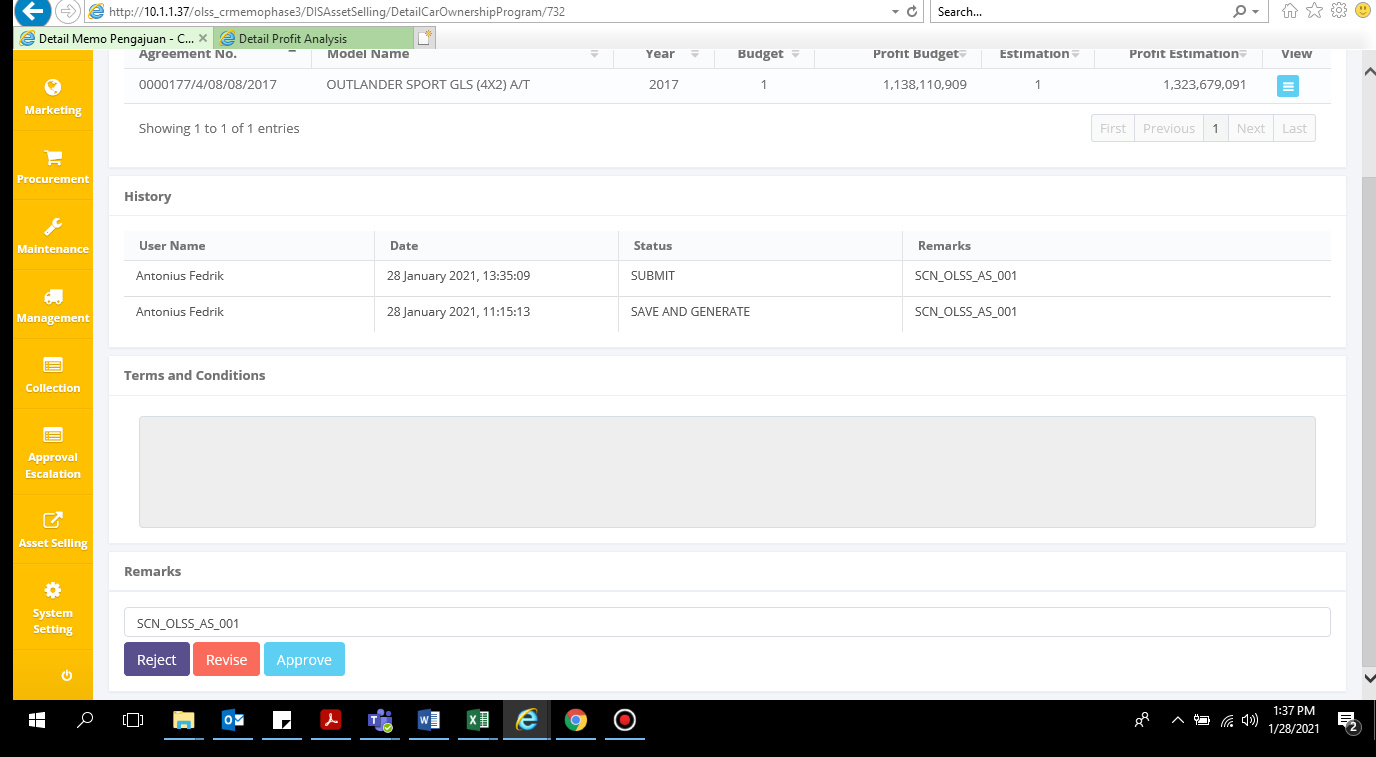 http://10.1.1.37/olss_crmemophase3/DISAssetSelling/DetailCarOwnershipProgram/732
Search...
Detail Memo Pengajuan - C...
Detail Profit Analysis
Agreement No. Model Name Year Budget Profit Budget Estimation Profit Estimation View
0000177/4/08/08/2017 OUTLANDER SPORT GLS (4X2) A/T 2017 1 1,138,110,909 1 1,323,679,091
Showing 1 to 1 of 1 entries
First Previous 1 Next Last
Marketing
Procurement
Maintenance
Management
Collection
Approval
Escalation
Asset Selling
System
Setting
History
User Name Date Status Remarks
Antonius Fedrik 28 January 2021, 13:35:09 SUBMIT SCN_OLSS_AS_001
Antonius Fedrik 28 January 2021, 11:15:13 SAVE AND GENERATE SCN_OLSS_AS_001
Terms and Conditions
Remarks
SCN_OLSS_AS_001
Reject Revise Approve
1:37 PM
1/28/2021
2